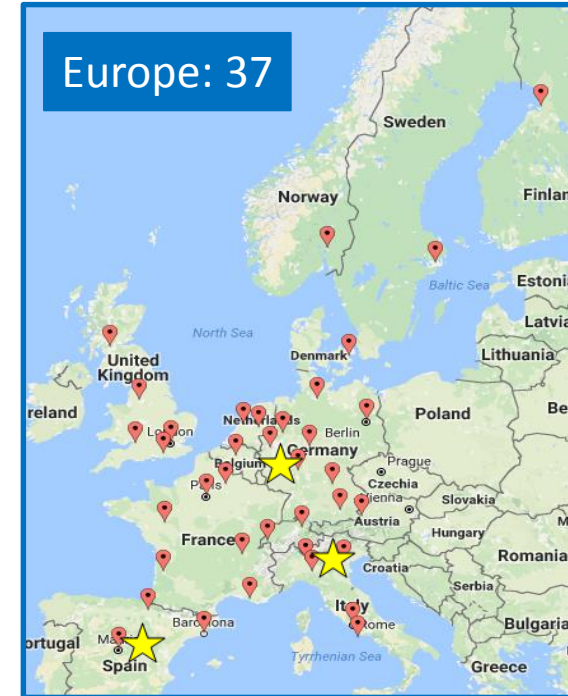 Europe: 37
Sweden
Norway
Finlan
Baltic Sea
Estoni
Latvia
North Sea
Denmark
Lithuania
United
Kingdom
reland
Netherlands
Berlin
Poland
Be
London
Germany
Belgium
Prague
Paris
Czechia
Vienna
Slovakia
Austria
M
France
Hungary
Romania
Croatia
Serbia
Italy
Barcelona
Rome
Bulgaria
ortugal
Spain
Tyrrhenian Sea
Greece